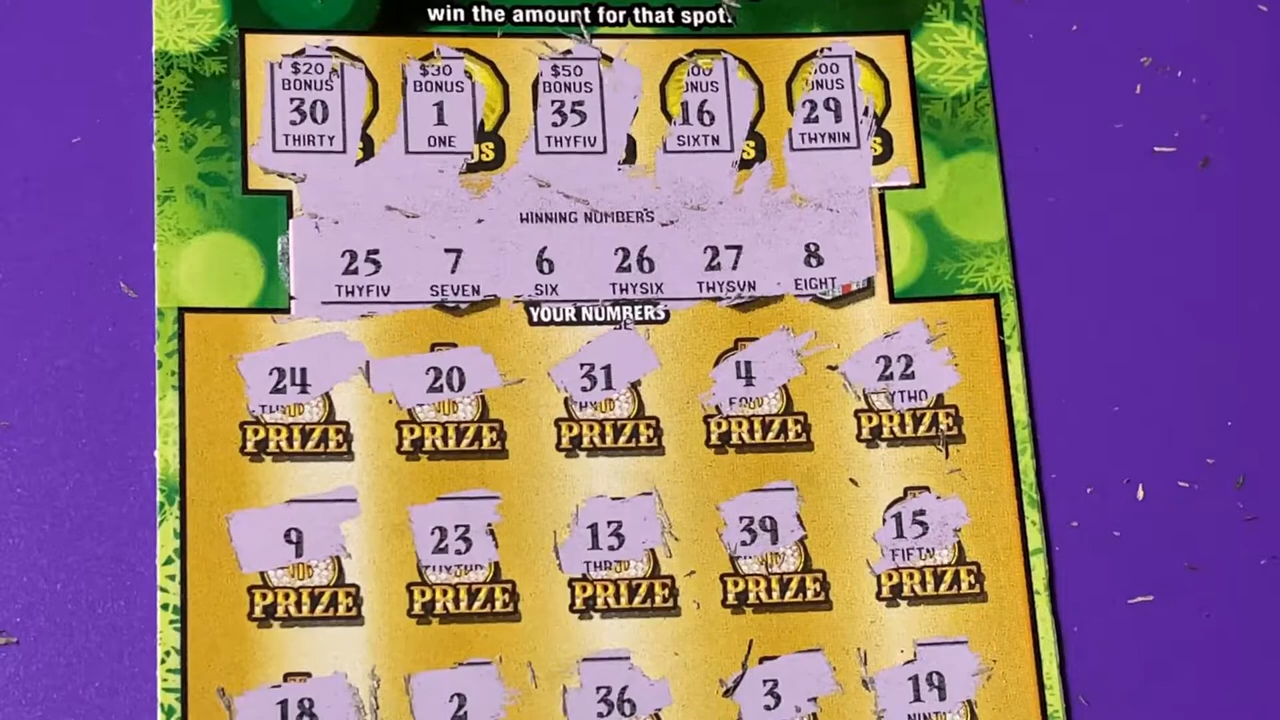 win the amount for that spot.
$20 $30 $50
BONUS BONUS BONUS
30 1 35 16 29
THIRTY ONE THYFIV SIXTN THYNIN
WINNING NUMBERS
25 7 6 26 27 8
THYFIV SEVEN SIX THYSIX THYSVN EIGHT
YOUR NUMBERS
24 20 31 4 22
PRIZE PRIZE PRIZE PRIZE PRIZE
9 23 13 39 15
PRIZE PRIZE PRIZE PRIZE PRIZE
18 2 36 3 19